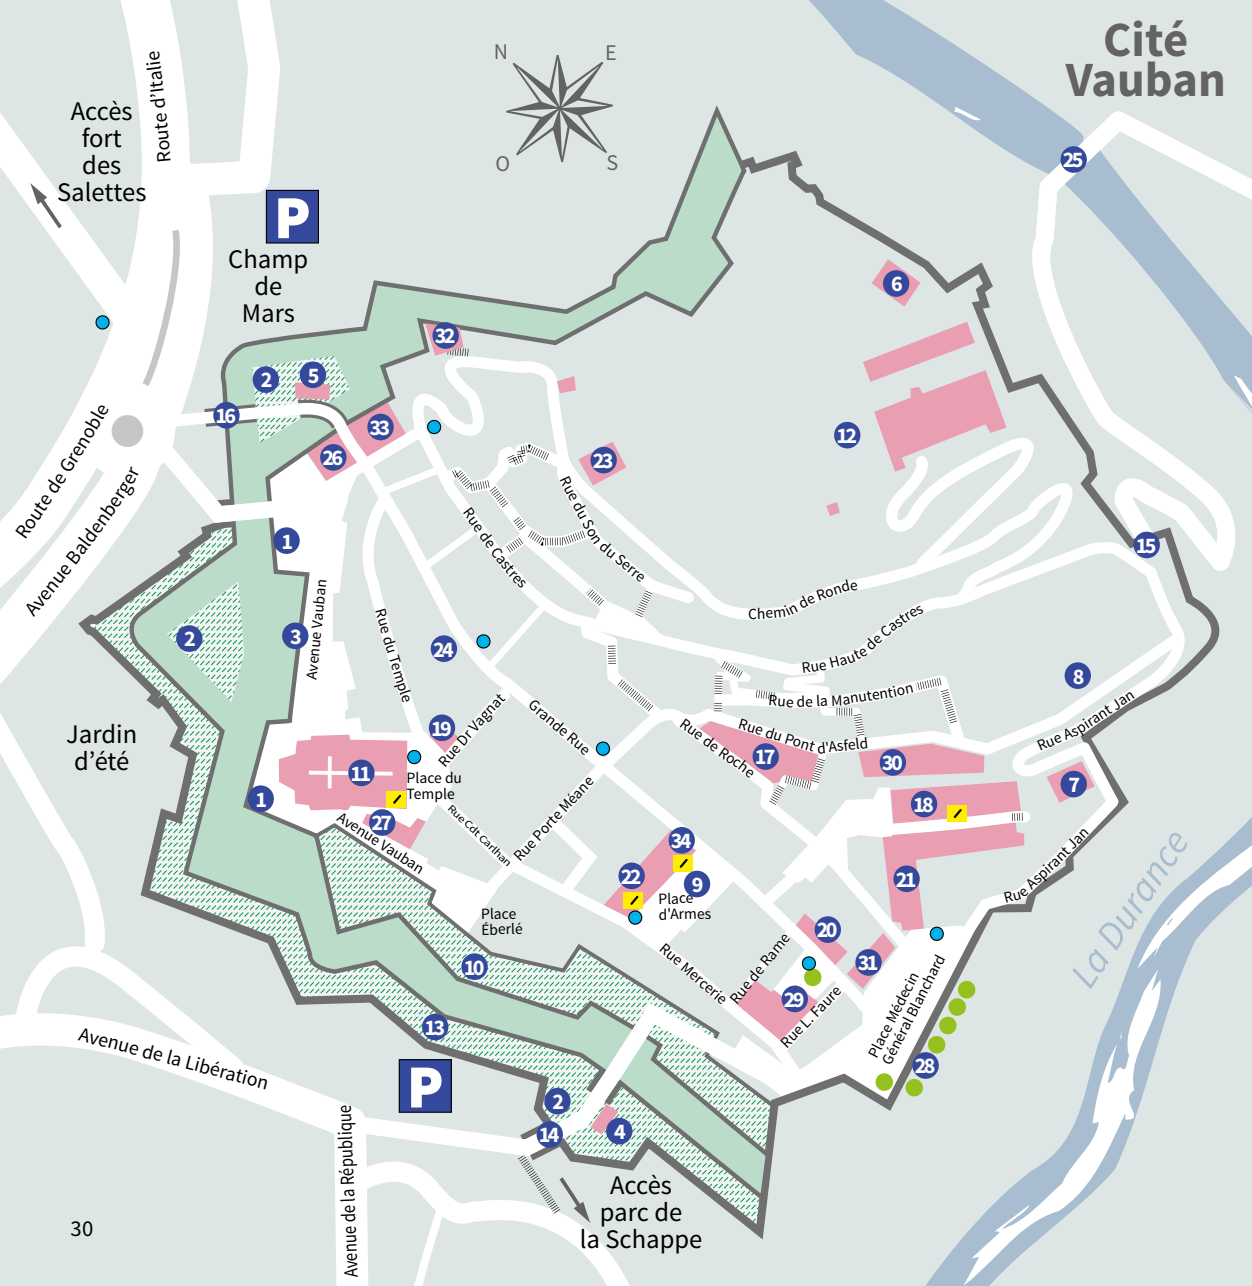 Cité
Vauban
N
E
O
S
Route d'Italie
Accès
fort
des
Salettes
P
Champ
de
Mars
25
6
32
2
5
16
33
26
12
23
Route de Grenoble
Avenue Baldenberger
Rue du Son du Serre
Rue de Castres
1
15
Chemin de Ronde
Rue Haute de Castres
2
3
Avenue Vauban
Rue du Temple
24
8
Rue de la Manutention
Rue Aspirant Jan
Jardin
d'été
19
Rue Dr Vagnat
Grande Rue
Rue de Roche
Rue du Pont d'Asfeld
17
30
7
11
Place du
Temple
1
27
Avenue Vauban
Rue Cdt Carlhan
Rue Porte Méane
18
34
22
9
Place
d'Armes
21
Rue Aspirant Jan
La Durance
Place
Éberlé
20
31
10
Rue Mercerie
Rue de Rame
29
Rue L. Faure
Place Médecin
Général Blanchard
13
28
Avenue de la Libération
P
2
14
4
Avenue de la République
Accès
parc de
la Schappe
30